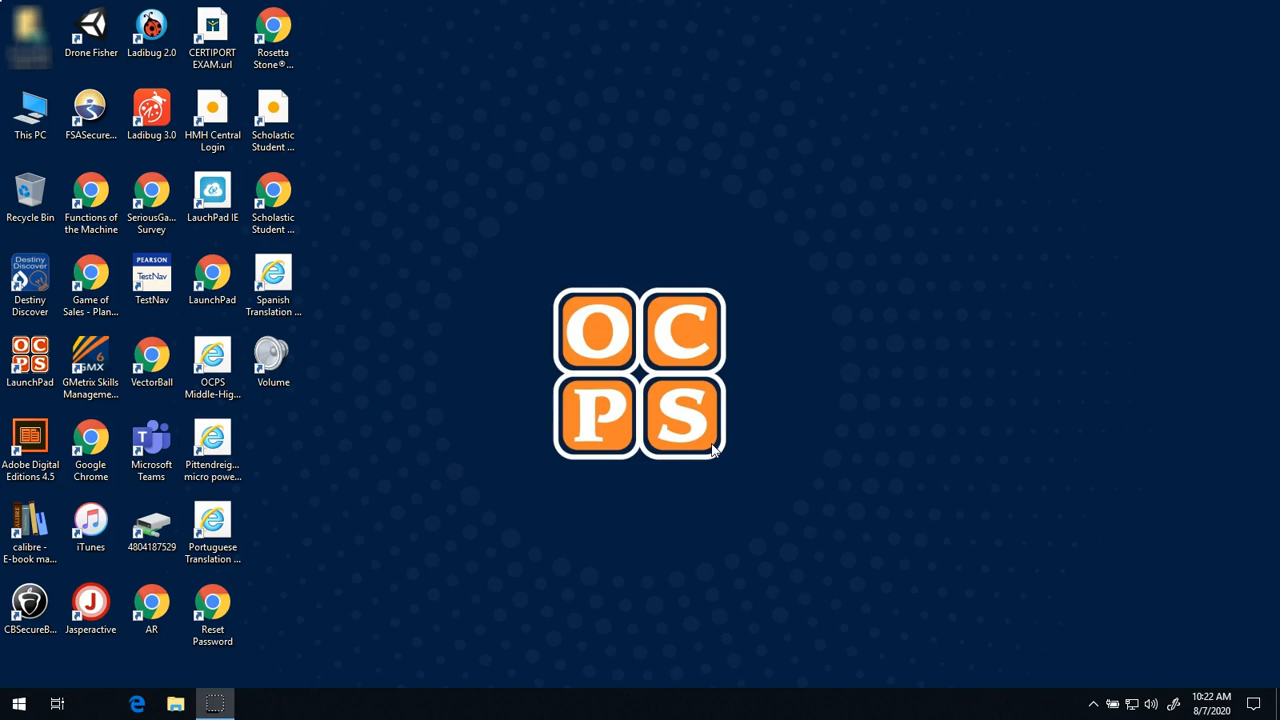 Drone Fisher
Ladibug 2.0
CERTIPORT
EXAM.url
Rosetta
Stone®...
This PC
FSASecure...
Ladibug 3.0
HMH Central
Login
Scholastic
Student ...
Recycle Bin
Functions of
the Machine
SeriousGa...
Survey
LauchPad IE
Scholastic
Student ...
Destiny
Discover
Destiny
Discover
Game of
Sales - Plan...
PEARSON
TestNav
TestNav
LaunchPad
Spanish
Translation ...
OC
PS
LaunchPad
6
GMX
GMetrix Skills
Manageme...
VectorBall
OCPS
Middle-Hig...
Volume
O C
P S
Adobe Digital
Editions 4.5
Google
Chrome
Microsoft
Teams
Pittendreig...
micro powe...
calibre -
E-book ma...
iTunes
4804187529
Portuguese
Translation ...
CBSecureB...
J
Jasperactive
AR
Reset
Password
10:22 AM
8/7/2020